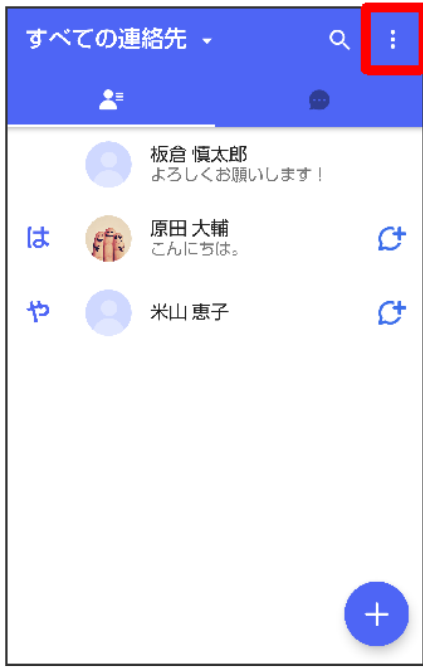 すべての連絡先
板倉 慎太郎
よろしくお願いします！
は
原田 大輔
こんにちは。
や
米山 恵子